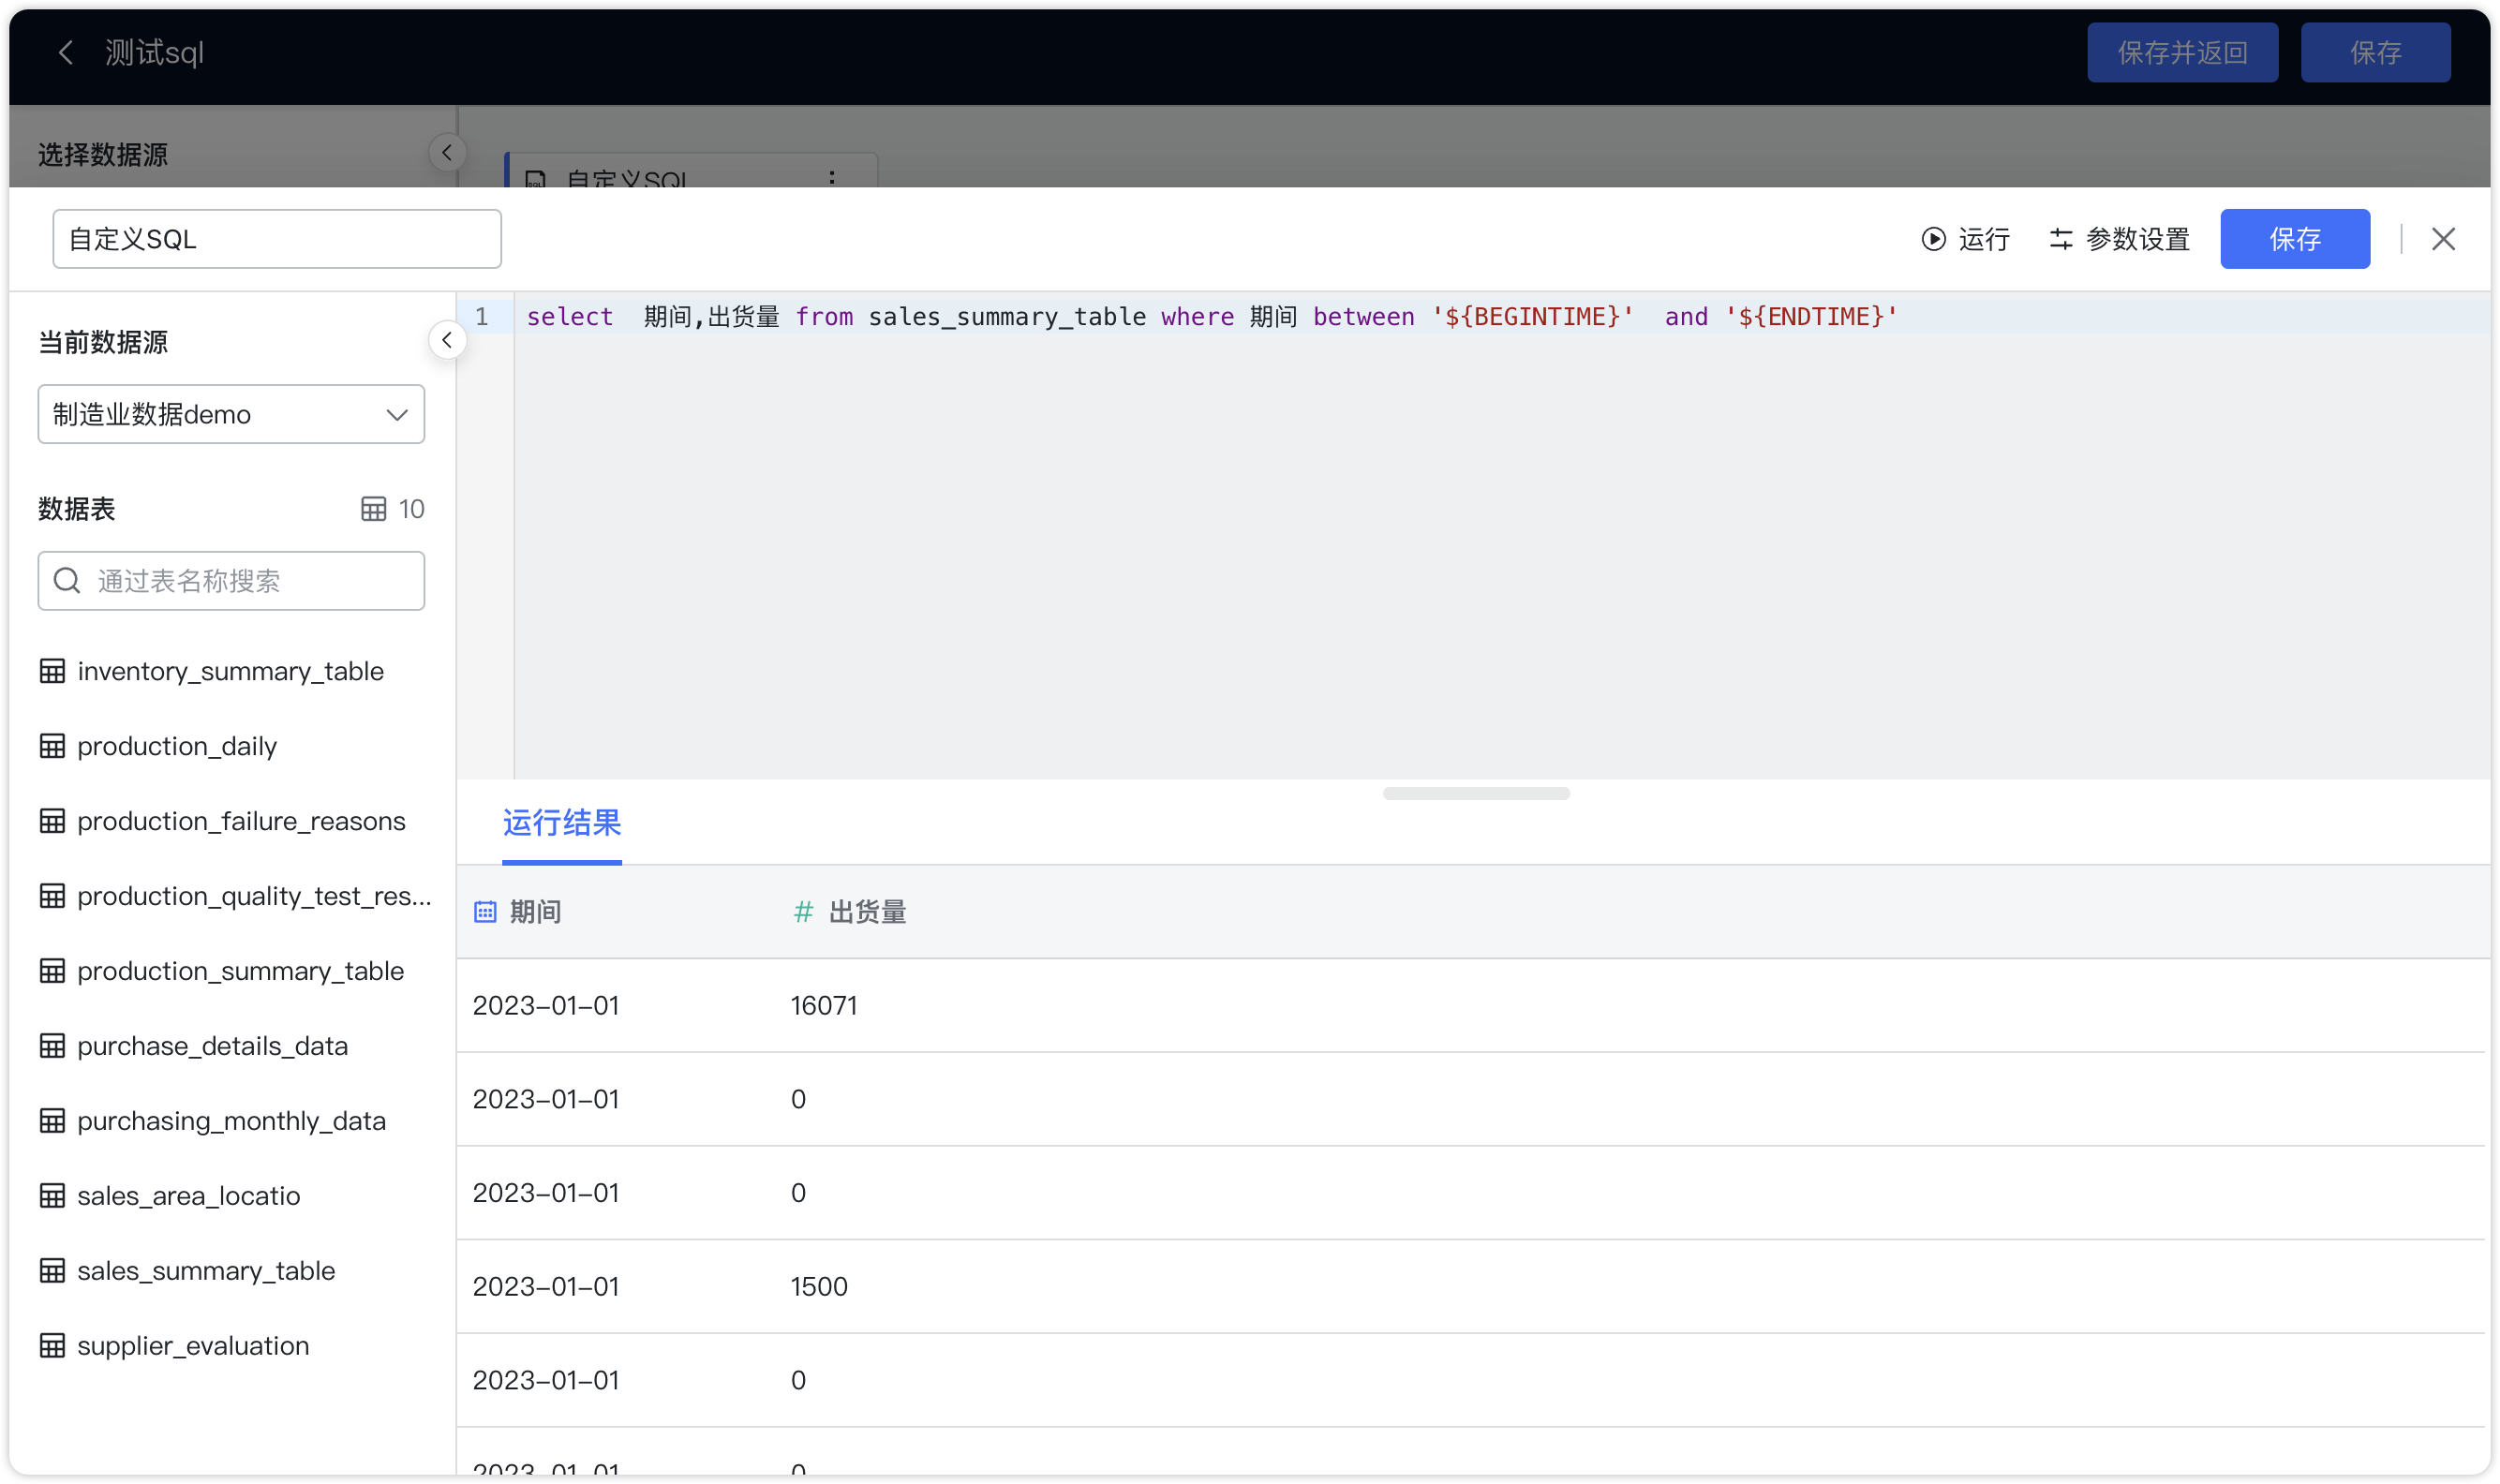 测试sql
保存并返回
保存
选择数据源
自定义SQL
自定义SQL
运行
参数设置
保存
当前数据源
制造业数据demo
数据表
10
通过表名称搜索
inventory_summary_table
production_daily
production_failure_reasons
production_quality_test_res...
production_summary_table
purchase_details_data
purchasing_monthly_data
sales_area_locatio
sales_summary_table
supplier_evaluation
1
select  期间,出货量 from sales_summary_table where 期间 between '${BEGINTIME}'  and '${ENDTIME}'
运行结果
期间 # 出货量
2023-01-01 16071
2023-01-01 0
2023-01-01 0
2023-01-01 1500
2023-01-01 0
2023-01-01 0